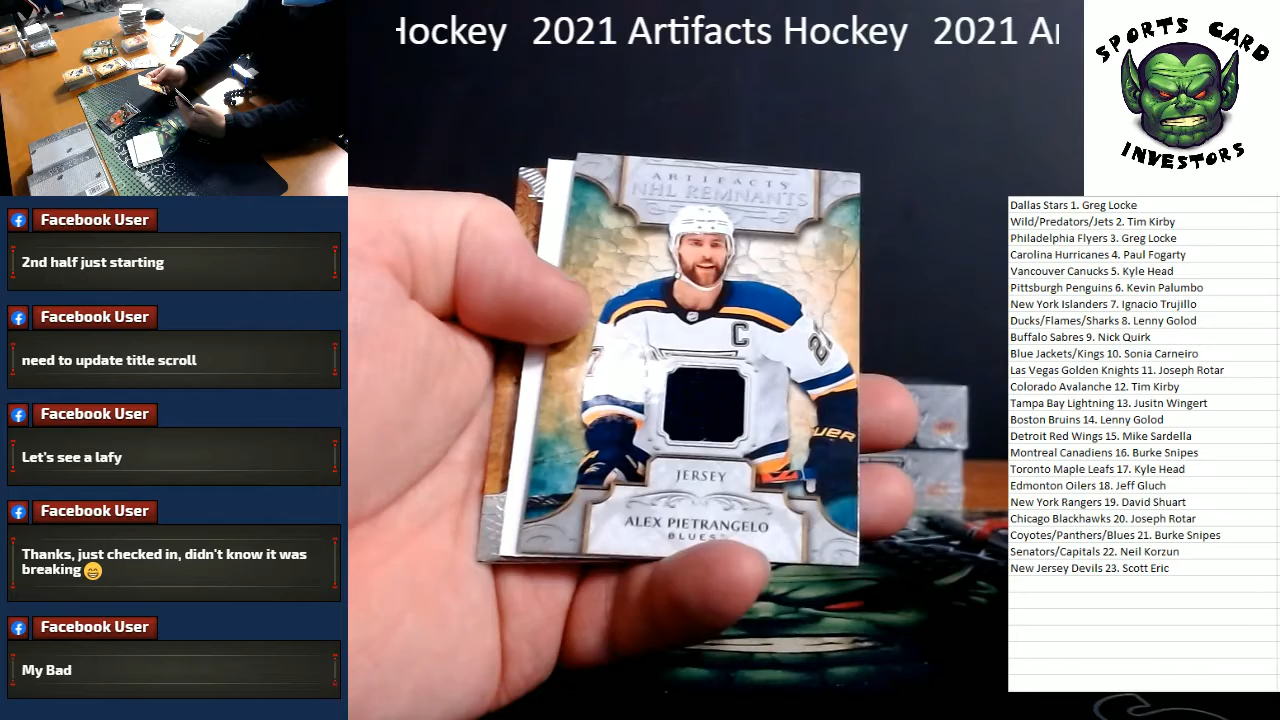 Hockey 2021 Artifacts Hockey 2021 Ar
SPORTS CARD
INVESTORS
Facebook User
2nd half just starting
Facebook User
need to update title scroll
Facebook User
Let's see a lafy
Facebook User
Thanks, just checked in, didn't know it was
breaking 😄
Facebook User
My Bad
ARTIFACTS
NHL REMNANTS
C
JERSEY
ALEX PIETRANGELO
BLUES
Dallas Stars 1. Greg Locke
Wild/Predators/Jets 2. Tim Kirby
Philadelphia Flyers 3. Greg Locke
Carolina Hurricanes 4. Paul Fogarty
Vancouver Canucks 5. Kyle Head
Pittsburgh Penguins 6. Kevin Palumbo
New York Islanders 7. Ignacio Trujillo
Ducks/Flames/Sharks 8. Lenny Golod
Buffalo Sabres 9. Nick Quirk
Blue Jackets/Kings 10. Sonia Carneiro
Las Vegas Golden Knights 11. Joseph Rotar
Colorado Avalanche 12. Tim Kirby
Tampa Bay Lightning 13. Jusitn Wingert
Boston Bruins 14. Lenny Golod
Detroit Red Wings 15. Mike Sardella
Montreal Canadiens 16. Burke Snipes
Toronto Maple Leafs 17. Kyle Head
Edmonton Oilers 18. Jeff Gluch
New York Rangers 19. David Shuart
Chicago Blackhawks 20. Joseph Rotar
Coyotes/Panthers/Blues 21. Burke Snipes
Senators/Capitals 22. Neil Korzun
New Jersey Devils 23. Scott Eric